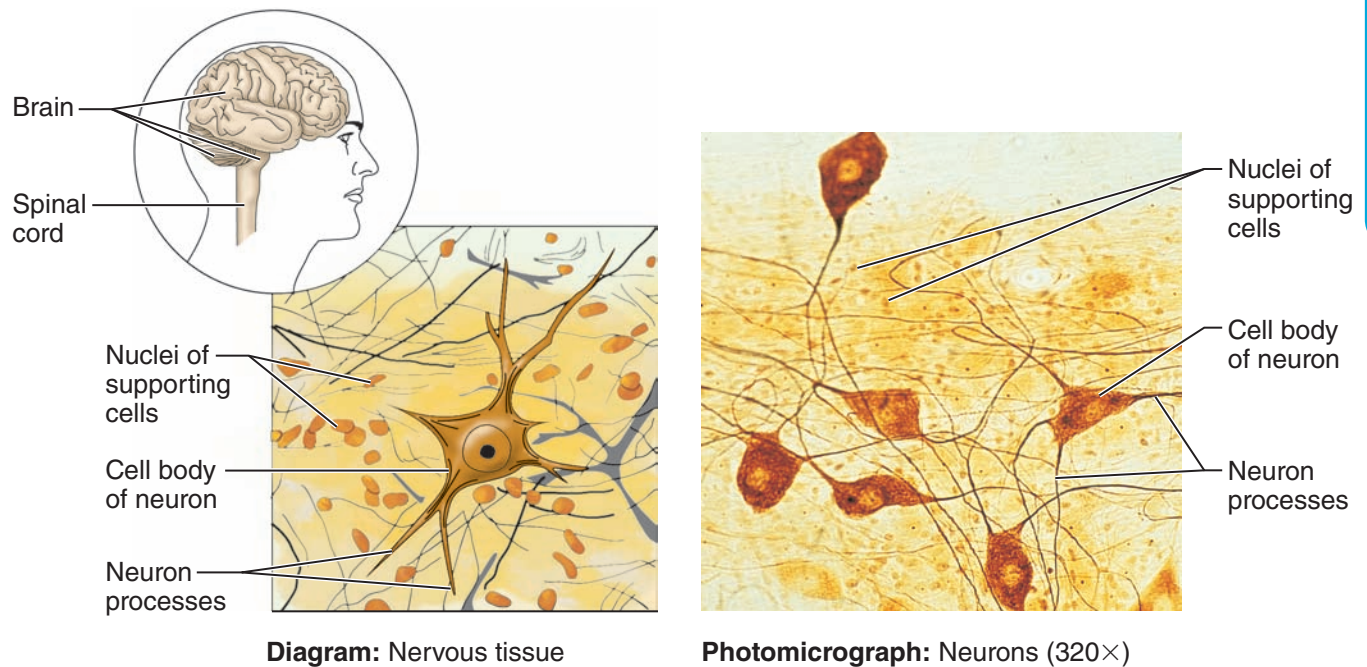 Brain
Spinal
cord
Nuclei of
supporting
cells
Cell body
of neuron
Neuron
processes
Diagram: Nervous tissue
Nuclei of
supporting
cells
Cell body
of neuron
Neuron
processes
Photomicrograph: Neurons (320×)